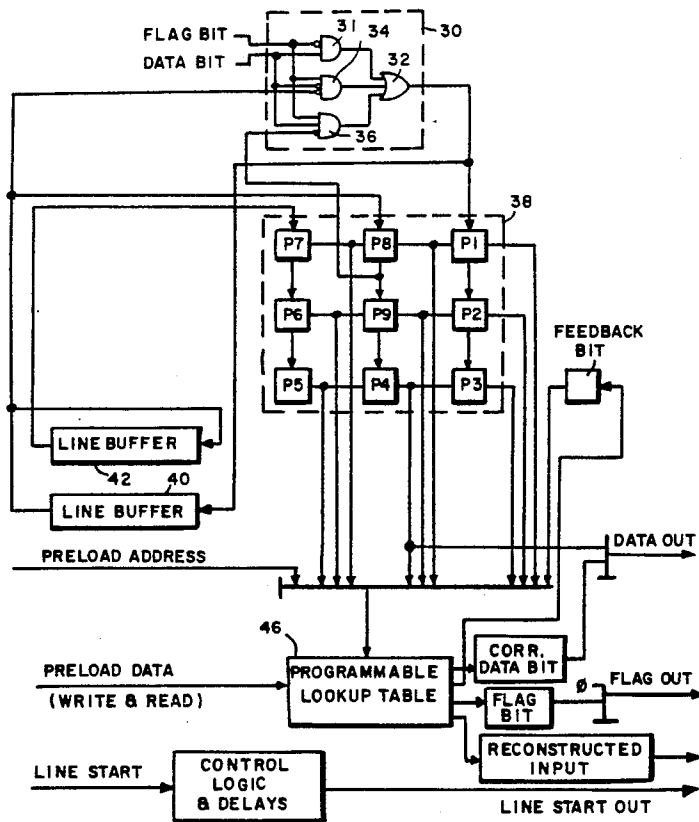 FLAG BIT
DATA BIT
31
34
30
32
36
38
P7
P8
P1
P6
P9
P2
P5
P4
P3
FEEDBACK
BIT
LINE BUFFER
42
40
LINE BUFFER
PRELOAD ADDRESS
DATA OUT
46
PRELOAD DATA
(WRITE & READ)
PROGRAMMABLE
LOOKUP TABLE
CORR.
DATA BIT
FLAG
BIT
Ø
FLAG OUT
RECONSTRUCTED
INPUT
LINE START
CONTROL
LOGIC
& DELAYS
LINE START OUT